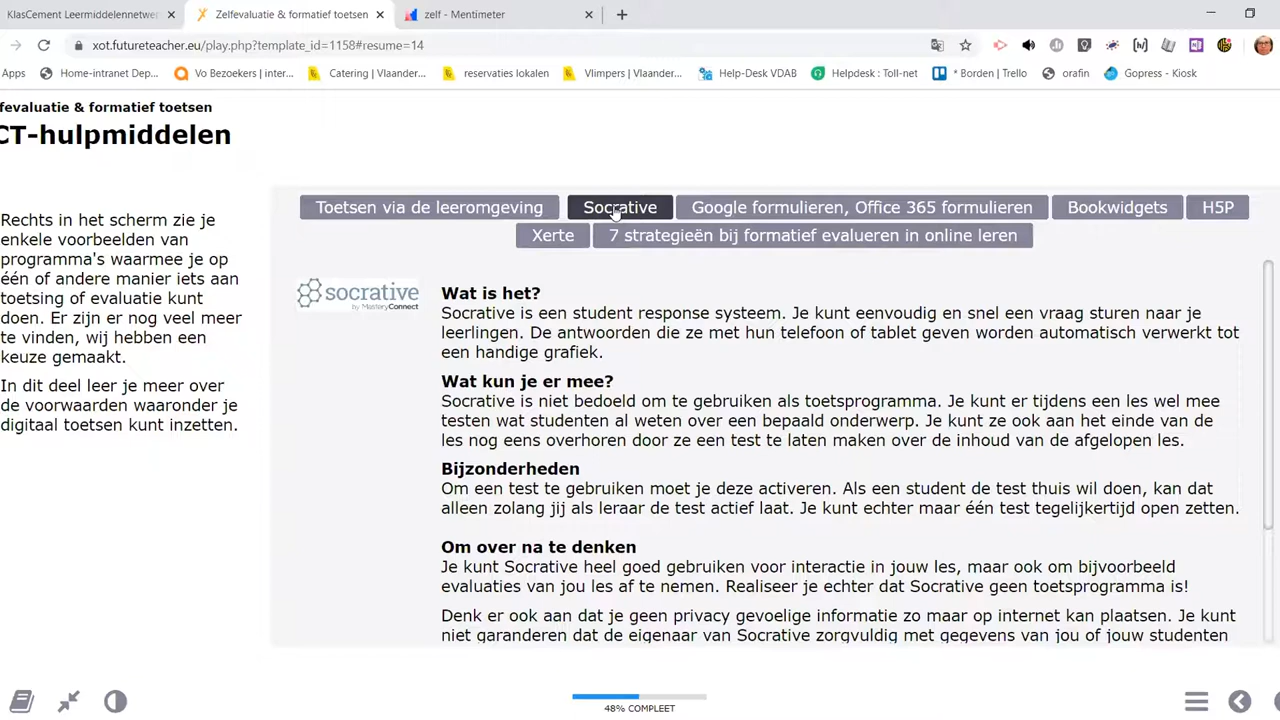 KlasCement Leermiddelennetwer
Zelfevaluatie & formatief toetsen
zelf - Mentimeter
xot.futureteacher.eu/play.php?template_id=1158#resume=14
Apps
Home-intranet Dep...
Vo Bezoekers | inter...
Catering | Vlaander...
reservaties lokalen
Vlimpers | Vlaander...
Help-Desk VDAB
Helpdesk : Toll-net
* Borden | Trello
orafin
Gopress - Kiosk
fevaluatie & formatief toetsen
CT-hulpmiddelen
Rechts in het scherm zie je
enkele voorbeelden van
programma's waarmee je op
één of andere manier iets aan
toetsing of evaluatie kunt
doen. Er zijn er nog veel meer
te vinden, wij hebben een
keuze gemaakt.
In dit deel leer je meer over
de voorwaarden waaronder je
digitaal toetsen kunt inzetten.
Toetsen via de leeromgeving
Socrative
Google formulieren, Office 365 formulieren
Bookwidgets
H5P
Xerte
7 strategieën bij formatief evalueren in online leren
socrative
by MasteryConnect
Wat is het?
Socrative is een student response systeem. Je kunt eenvoudig en snel een vraag sturen naar je
leerlingen. De antwoorden die ze met hun telefoon of tablet geven worden automatisch verwerkt tot
een handige grafiek.
Wat kun je er mee?
Socrative is niet bedoeld om te gebruiken als toetsprogramma. Je kunt er tijdens een les wel mee
testen wat studenten al weten over een bepaald onderwerp. Je kunt ze ook aan het einde van de
les nog eens overhoren door ze een test te laten maken over de inhoud van de afgelopen les.
Bijzonderheden
Om een test te gebruiken moet je deze activeren. Als een student de test thuis wil doen, kan dat
alleen zolang jij als leraar de test actief laat. Je kunt echter maar één test tegelijkertijd open zetten.
Om over na te denken
Je kunt Socrative heel goed gebruiken voor interactie in jouw les, maar ook om bijvoorbeeld
evaluaties van jou les af te nemen. Realiseer je echter dat Socrative geen toetsprogramma is!
Denk er ook aan dat je geen privacy gevoelige informatie zo maar op internet kan plaatsen. Je kunt
niet garanderen dat de eigenaar van Socrative zorgvuldig met gegevens van jou of jouw studenten
48% COMPLEET